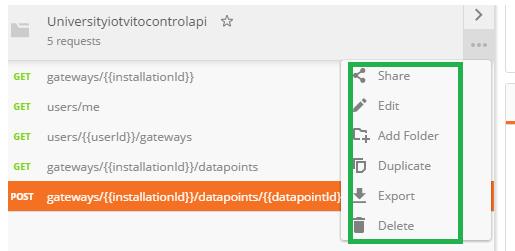 Universityiotvitocontrolapi
5 requests
GET gateways/{{installationId}}
GET users/me
GET users/{{userId}}/gateways
GET gateways/{{installationId}}/datapoints
POST gateways/{{installationId}}/datapoints/{{datapointId}
Share
Edit
Add Folder
Duplicate
Export
Delete